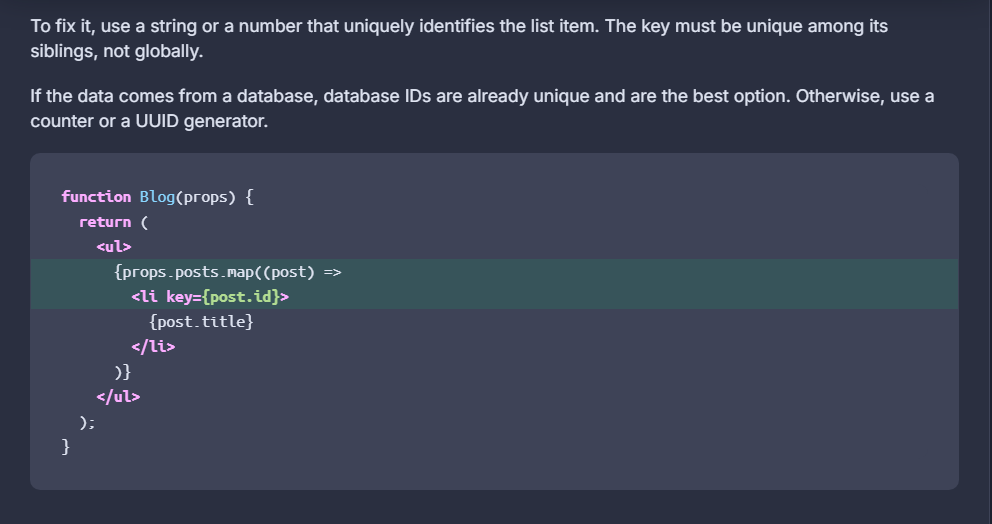 To fix it, use a string or a number that uniquely identifies the list item. The key must be unique among its
siblings, not globally.
If the data comes from a database, database IDs are already unique and are the best option. Otherwise, use a
counter or a UUID generator.
function Blog(props) {
  return (
    <ul>
      {props.posts.map((post) =>
        <li key={post.id}>
          {post.title}
        </li>
      )}
    </ul>
  );
}